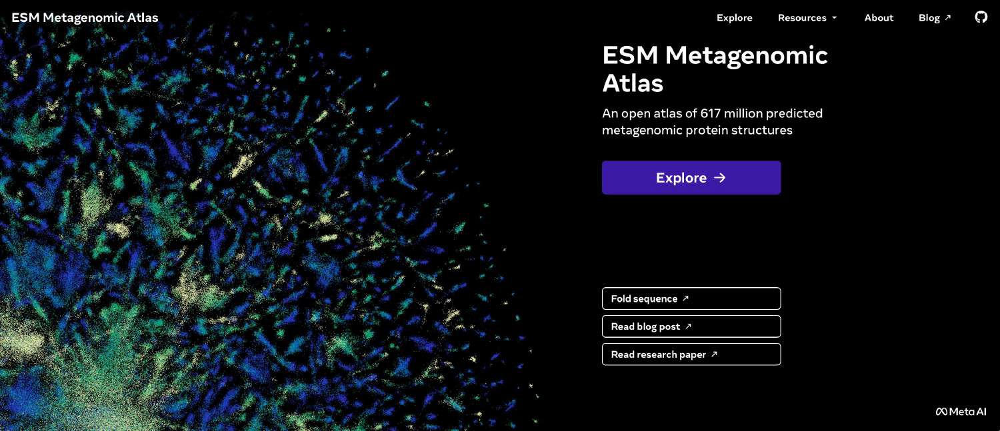 ESM Metagenomic Atlas
Explore
Resources
About
Blog ↗
ESM Metagenomic
Atlas
An open atlas of 617 million predicted
metagenomic protein structures
Explore →
Fold sequence ↗
Read blog post ↗
Read research paper ↗
Meta AI